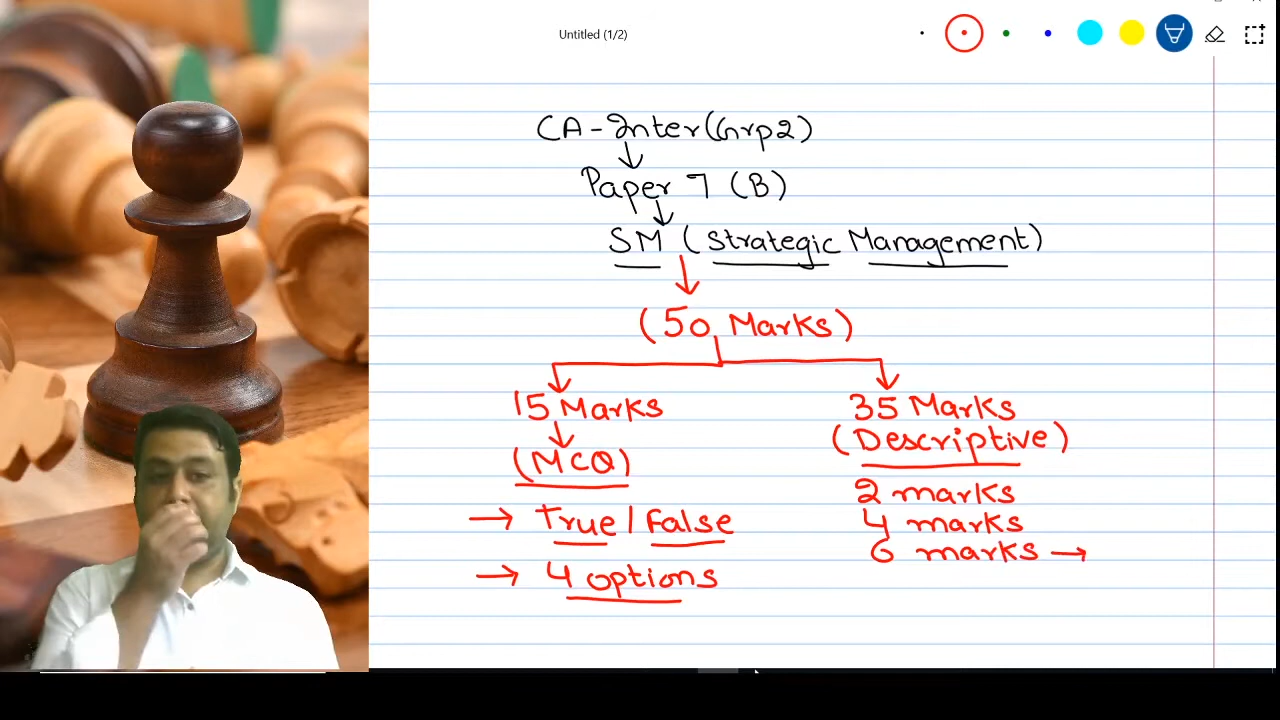 Untitled (1/2)
CA-Inter (Grp2)
Paper 7 (B)
SM (Strategic Management)
(50 Marks)
15 Marks
(MCQ)
→ True / False
→ 4 options
35 Marks
(Descriptive)
2 marks
4 marks
6 marks →